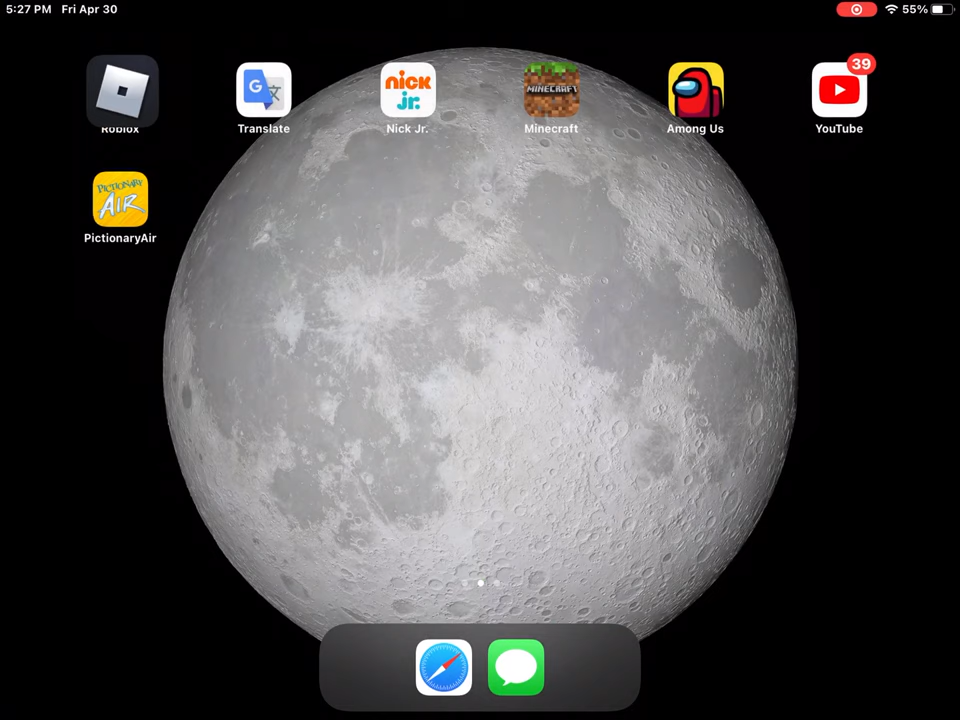 5:27 PM Fri Apr 30
55%
39
nick jr.
MINECRAFT
Roblox
Translate
Nick Jr.
Minecraft
Among Us
YouTube
PICTIONARY
AIR
PictionaryAir